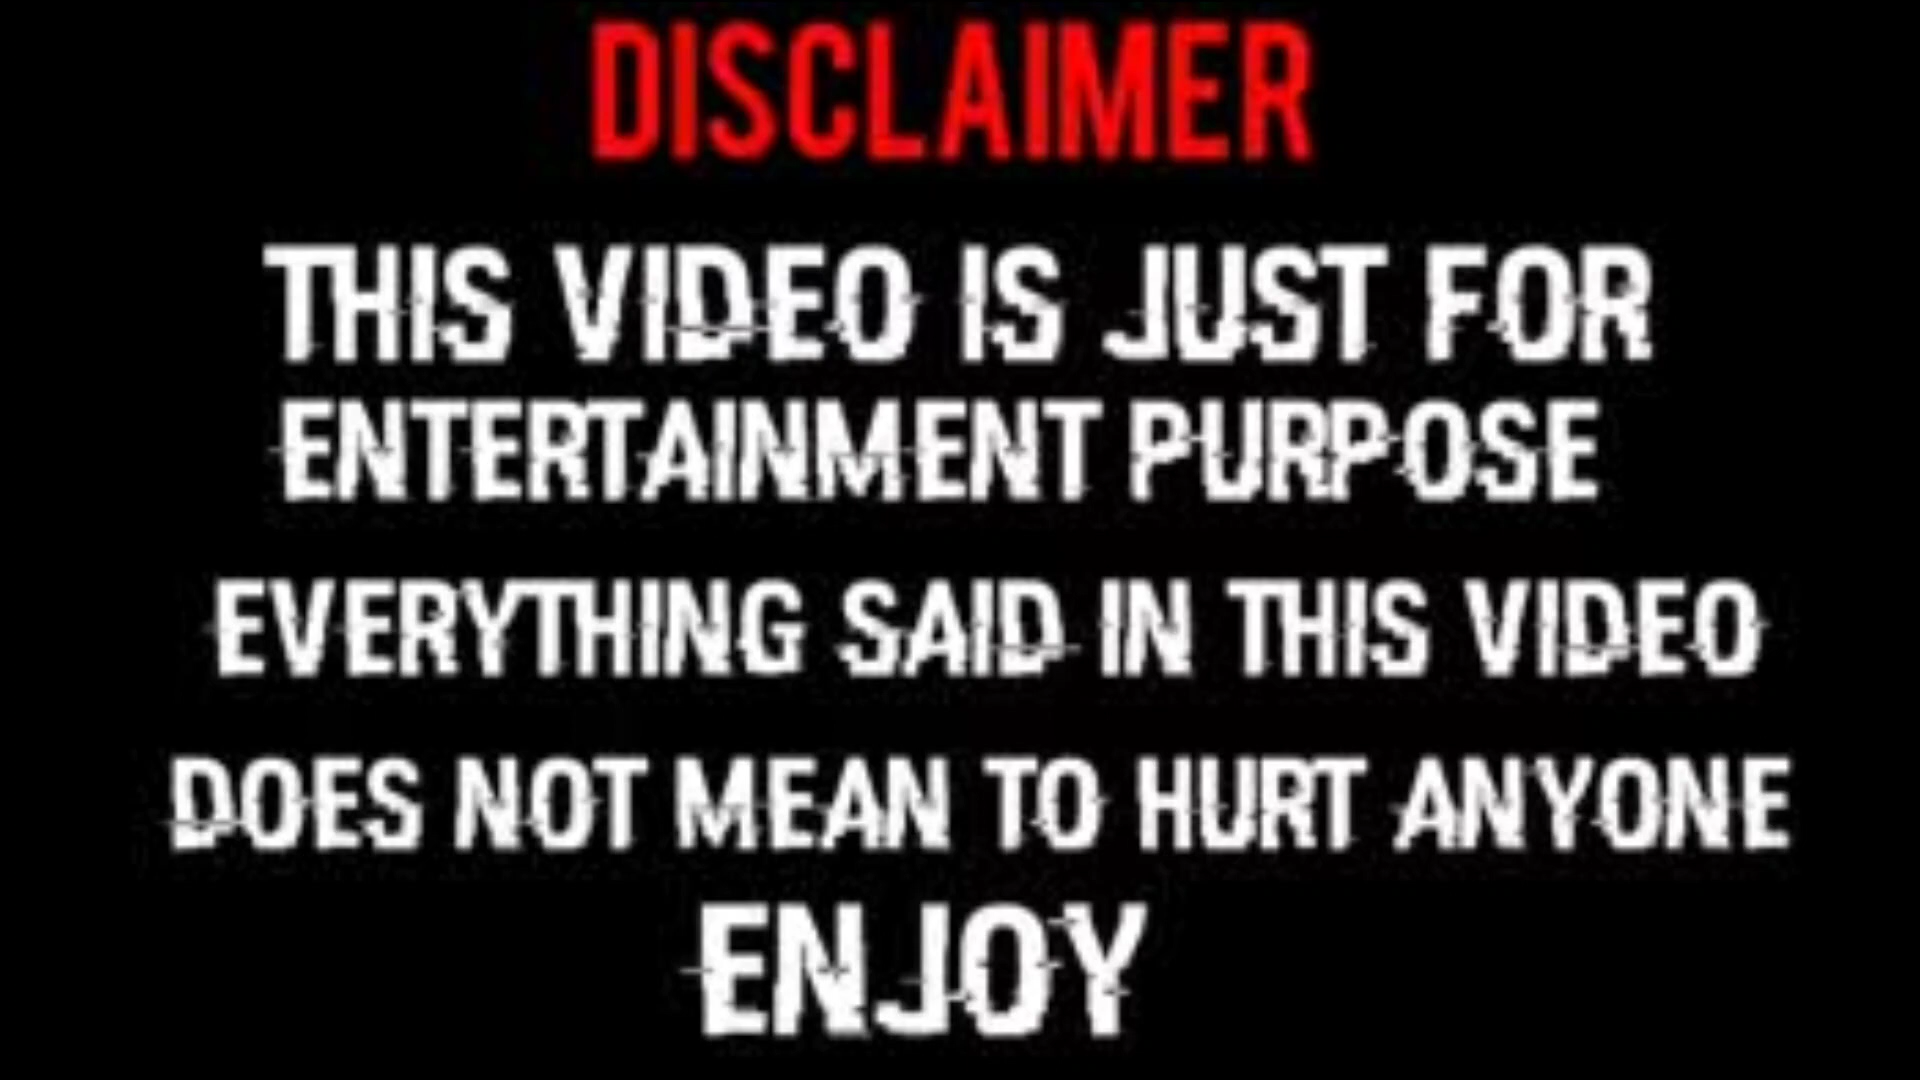 DISCLAIMER
THIS VIDEO IS JUST FOR
ENTERTAINMENT PURPOSE
EVERYTHING SAID IN THIS VIDEO
DOES NOT MEAN TO HURT ANYONE
ENJOY